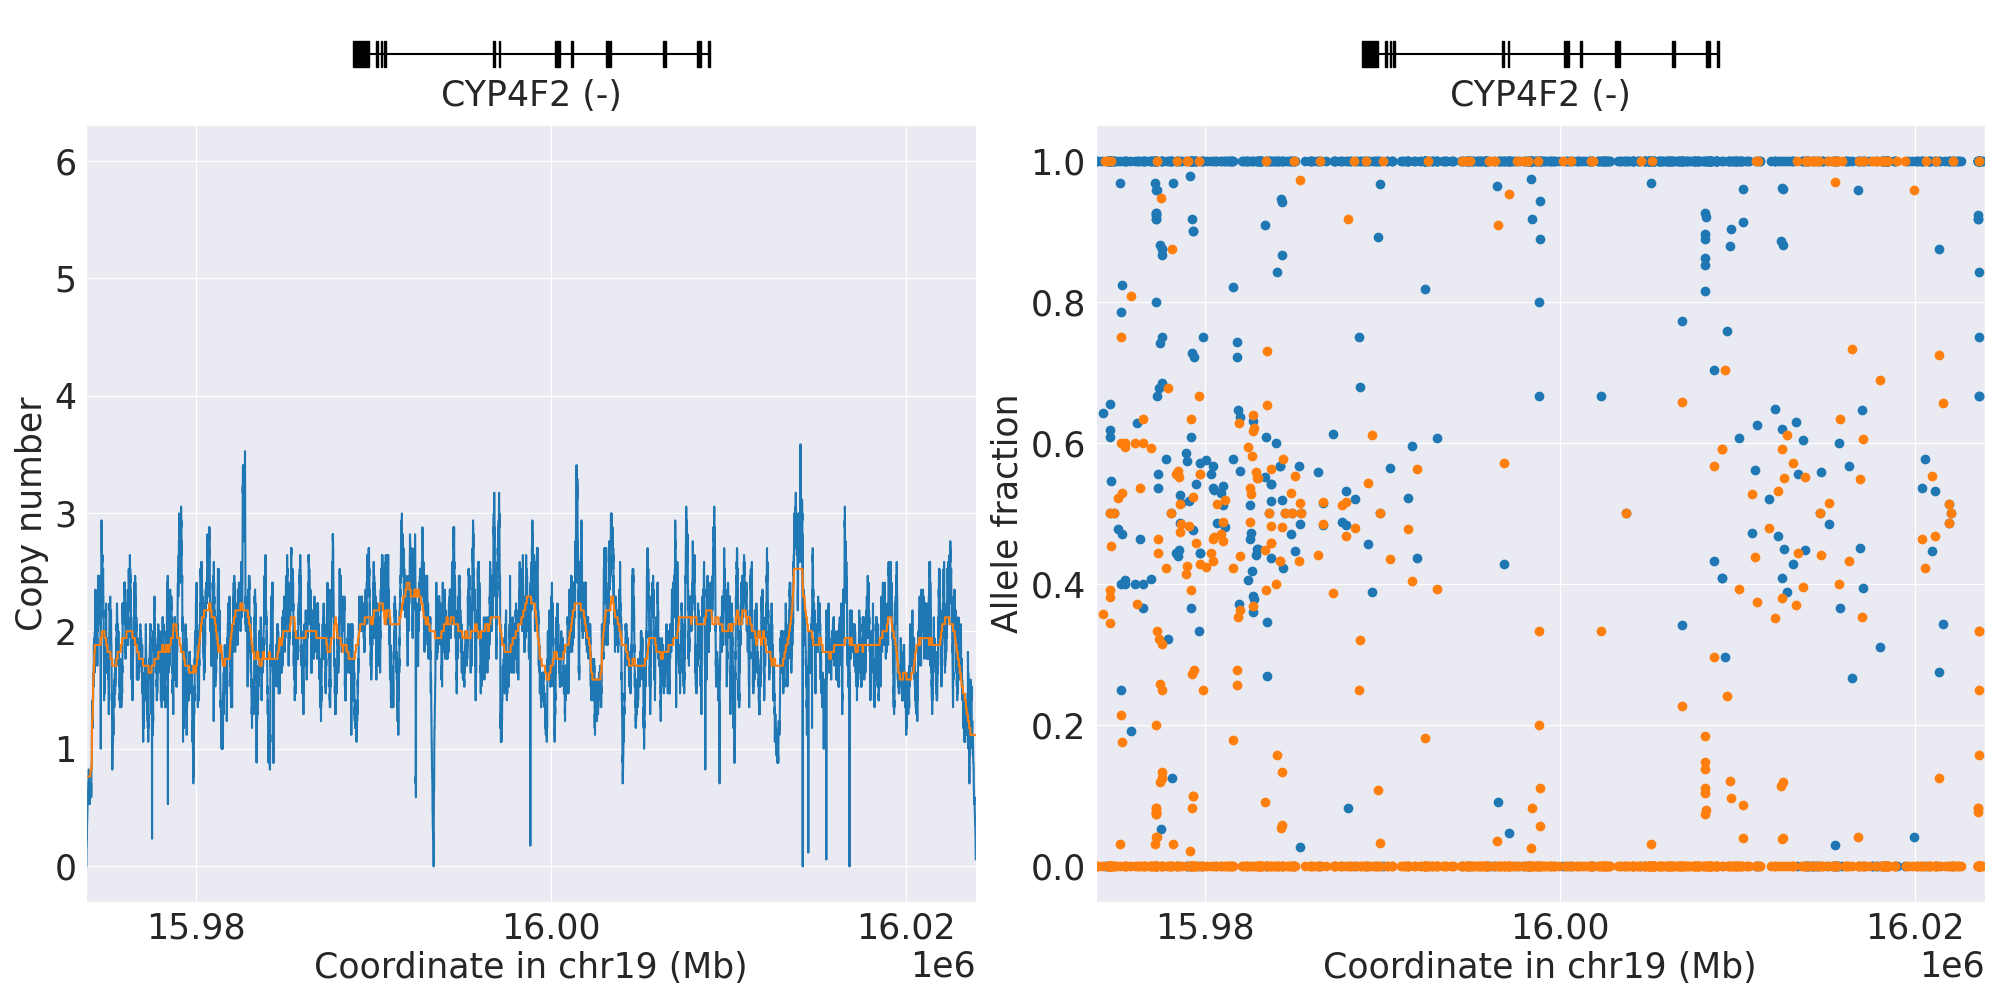 CYP4F2 (-)
6
5
4
3
2
1
0
Copy number
15.98
16.00
16.02
Coordinate in chr19 (Mb)
1e6
CYP4F2 (-)
1.0
0.8
0.6
0.4
0.2
0.0
Allele fraction
15.98
16.00
16.02
Coordinate in chr19 (Mb)
1e6